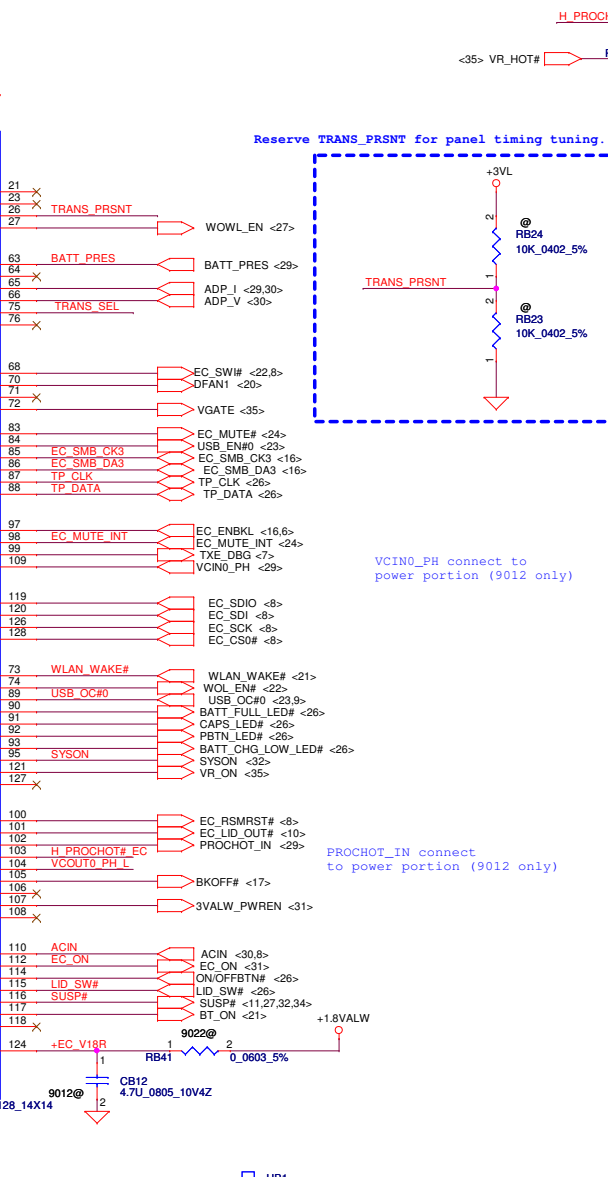 H_PROCH
<35> VR_HOT#
R
Reserve TRANS_PRSNT for panel timing tuning.
+3VL
2
@
RB24
10K_0402_5%
1
TRANS_PRSNT
2
@
RB23
10K_0402_5%
1
21
23
26 TRANS_PRSNT
27 WOWL_EN <27>
63 BATT_PRES BATT_PRES <29>
64
65 ADP_I <29,30>
66 ADP_V <30>
75 TRANS_SEL
76
68 EC_SWI# <22,8>
70 DFAN1 <20>
71
72 VGATE <35>
83 EC_MUTE# <24>
84 USB_EN#0 <23>
85 EC_SMB_CK3 EC_SMB_CK3 <16>
86 EC_SMB_DA3 EC_SMB_DA3 <16>
87 TP_CLK TP_CLK <26>
88 TP_DATA TP_DATA <26>
97 EC_ENBKL <16,6>
98 EC_MUTE_INT EC_MUTE_INT <24>
99 TXE_DBG <7>
109 VCIN0_PH <29>
VCIN0_PH connect to
power portion (9012 only)
119 EC_SDIO <8>
120 EC_SDI <8>
126 EC_SCK <8>
128 EC_CS0# <8>
73 WLAN_WAKE# WLAN_WAKE# <21>
74 WOL_EN# <22>
89 USB_OC#0 USB_OC#0 <23,9>
90 BATT_FULL_LED# <26>
91 CAPS_LED# <26>
92 PBTN_LED# <26>
93 BATT_CHG_LOW_LED# <26>
95 SYSON SYSON <32>
121 VR_ON <35>
127
100 EC_RSMRST# <8>
101 EC_LID_OUT# <10>
102 PROCHOT_IN <29>
103 H_PROCHOT#_EC
104 VCOUT0_PH_L
105 BKOFF# <17>
106
107 3VALW_PWREN <31>
108
PROCHOT_IN connect
to power portion (9012 only)
110 ACIN ACIN <30,8>
112 EC_ON EC_ON <31>
114 ON/OFFBTN# <26>
115 LID_SW# LID_SW# <26>
116 SUSP# SUSP# <11,27,32,34>
117 BT_ON <21>
118
+1.8VALW
9022@
124 +EC_V18R 1 2
RB41 0_0603_5%
1
CB12
9012@ 4.7U_0805_10V4Z
2
128_14X14